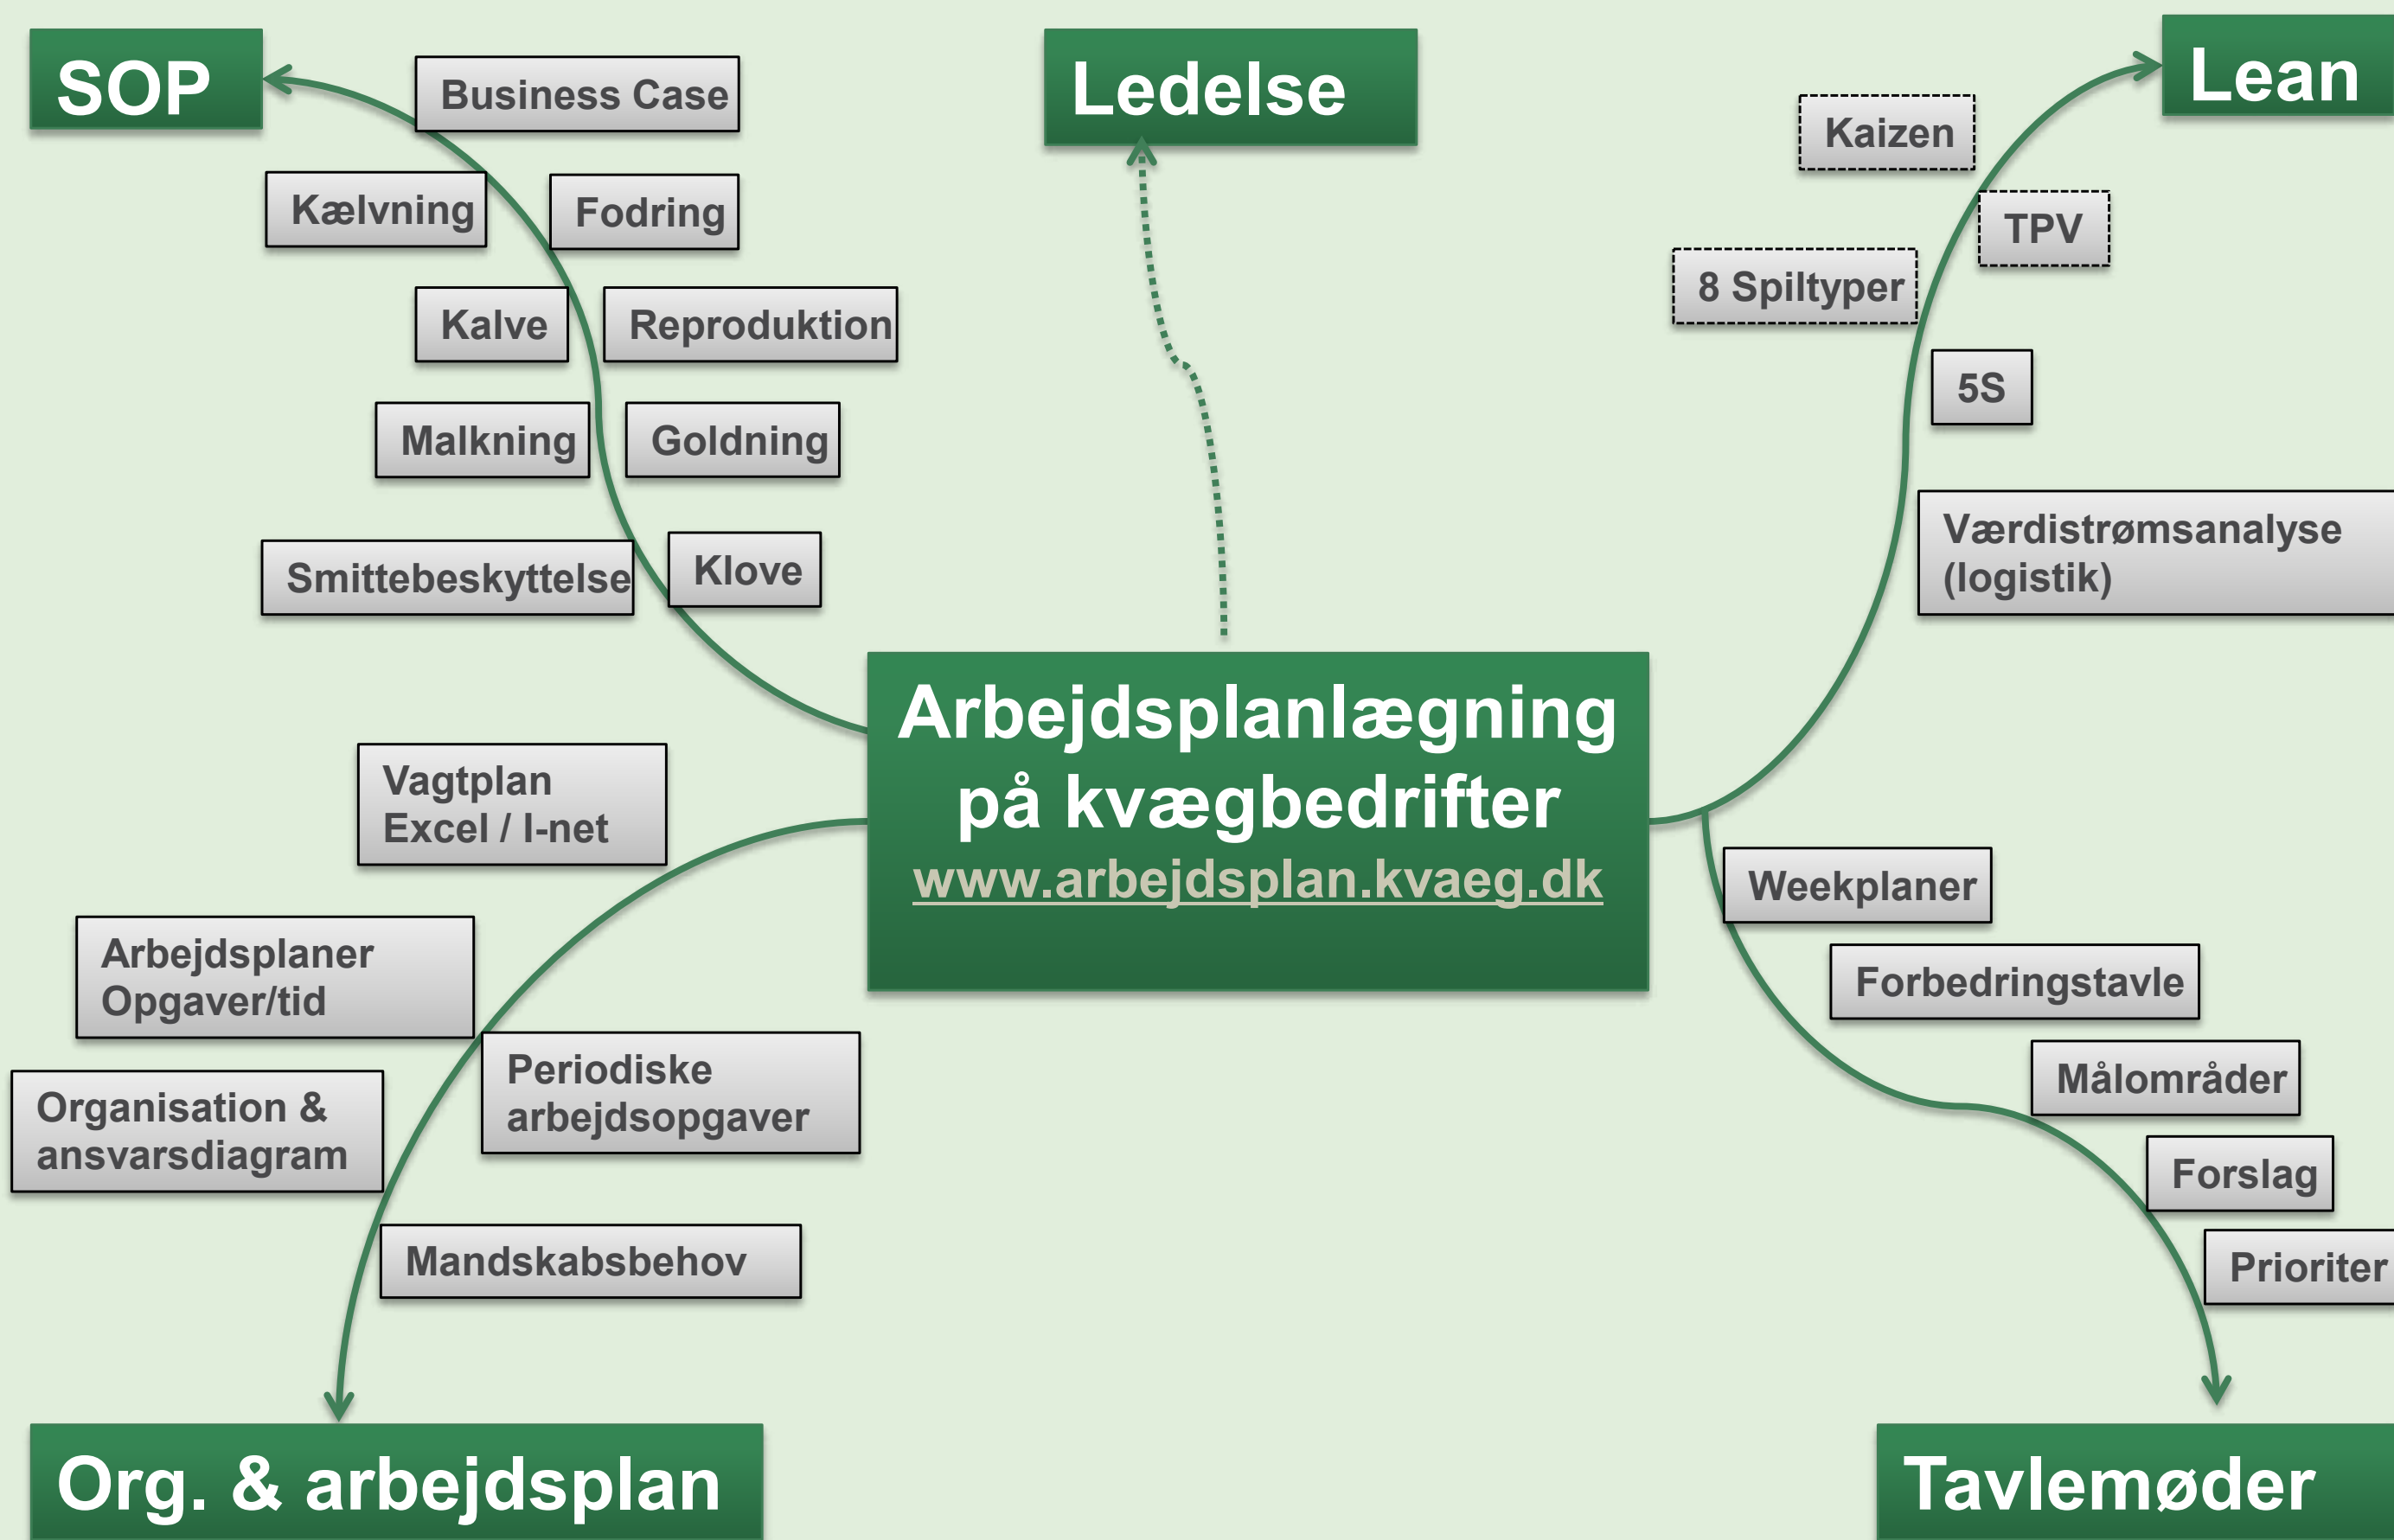 SOP
Business Case
Kælvning
Fodring
Kalve
Reproduktion
Malkning
Goldning
Smittebeskyttelse
Klove
Ledelse
Lean
Kaizen
TPV
8 Spiltyper
5S
Værdistrømsanalyse
(logistik)
Arbejdsplanlægning
på kvægbedrifter
www.arbejdsplan.kvaeg.dk
Vagtplan
Excel / I-net
Arbejdsplaner
Opgaver/tid
Periodiske
arbejdsopgaver
Organisation &
ansvarsdiagram
Mandskabsbehov
Org. & arbejdsplan
Weekplaner
Forbedringstavle
Målområder
Forslag
Prioriter
Tavlemøder